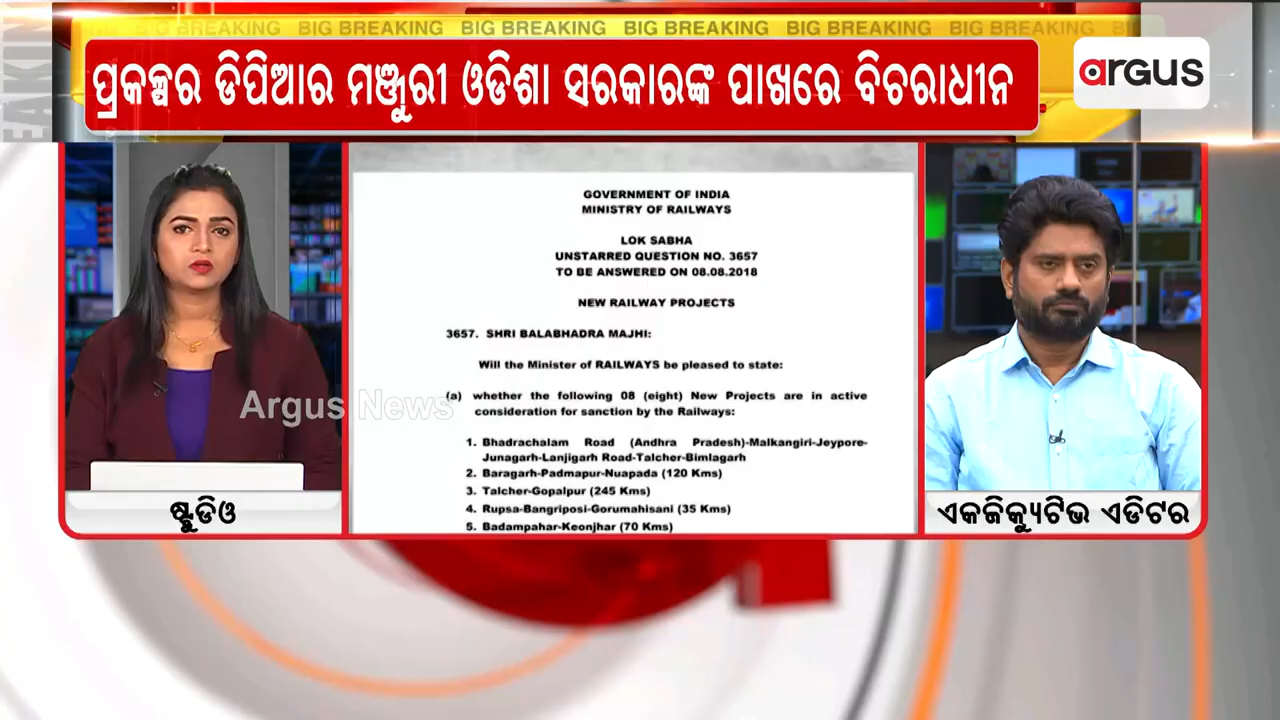 BIG BREAKING BIG BREAKING BIG BREAKING BIG BREAKING BIG BREAKING BIG BREAKING
ପ୍ରକଳ୍ପର ଡିପିଆର ମଞ୍ଜୁରୀ ଓଡିଶା ସରକାରଙ୍କ ପାଖରେ ବିଚରାଧୀନ
argus
GOVERNMENT OF INDIA
MINISTRY OF RAILWAYS
LOK SABHA
UNSTARRED QUESTION NO. 3657
TO BE ANSWERED ON 08.08.2018
NEW RAILWAY PROJECTS
3657. SHRI BALABHADRA MAJHI:
Will the Minister of RAILWAYS be pleased to state:
(a) whether the following 08 (eight) New Projects are in active
consideration for sanction by the Railways:
1. Bhadrachalam Road (Andhra Pradesh)-Malkangiri-Jeypore-
Junagarh-Lanjigarh Road-Talcher-Bimlagarh
2. Baragarh-Padmapur-Nuapada (120 Kms)
3. Talcher-Gopalpur (245 Kms)
4. Rupsa-Bangriposi-Gorumahisani (35 Kms)
5. Badampahar-Keonjhar (70 Kms)
Argus News
ଷ୍ଟୁଡିଓ
ଏକଜିକ୍ୟୁଟିଭ ଏଡିଟର